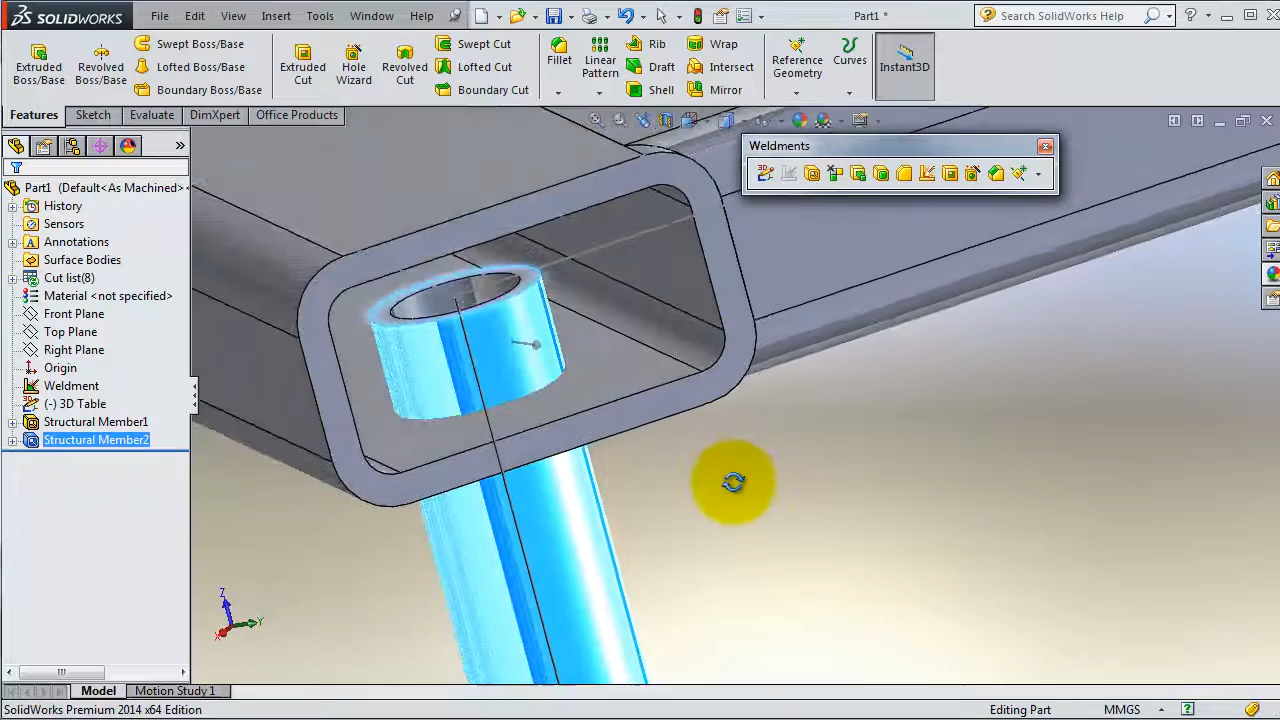 SOLIDWORKS File Edit View Insert Tools Window Help Part1 * Search SolidWorks Help
Extruded Boss/Base
Revolved Boss/Base
Swept Boss/Base
Lofted Boss/Base
Boundary Boss/Base
Extruded Cut
Hole Wizard
Revolved Cut
Swept Cut
Lofted Cut
Boundary Cut
Fillet
Linear Pattern
Rib
Draft
Shell
Wrap
Intersect
Mirror
Reference Geometry
Curves
Instant3D
Features Sketch Evaluate DimXpert Office Products
Weldments
Part1 (Default<As Machined><
History
Sensors
Annotations
Surface Bodies
Cut list(8)
Material <not specified>
Front Plane
Top Plane
Right Plane
Origin
Weldment
(-) 3D Table
Structural Member1
Structural Member2
Z
Y
X
Model Motion Study 1
SolidWorks Premium 2014 x64 Edition Editing Part MMGS